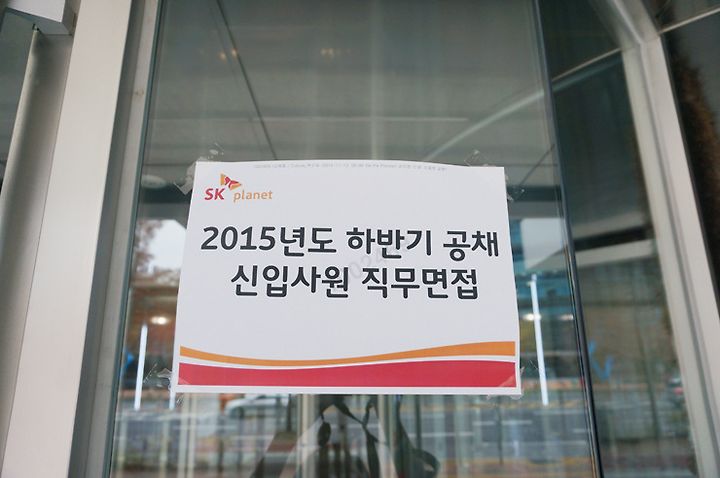 SK planet
2015년도 하반기 공채
신입사원 직무면접